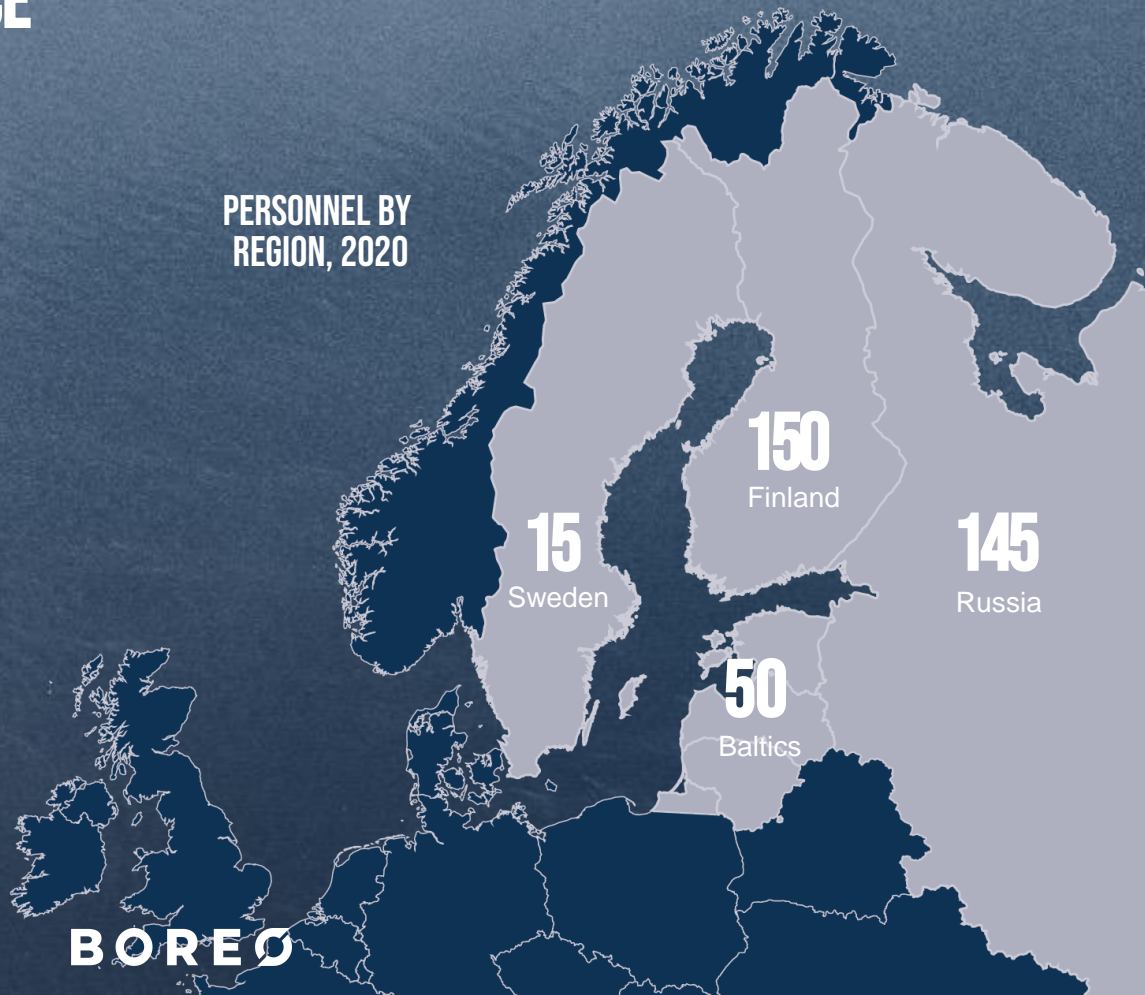 PERSONNEL BY
REGION, 2020
150
Finland
15
Sweden
145
Russia
50
Baltics
BOREO